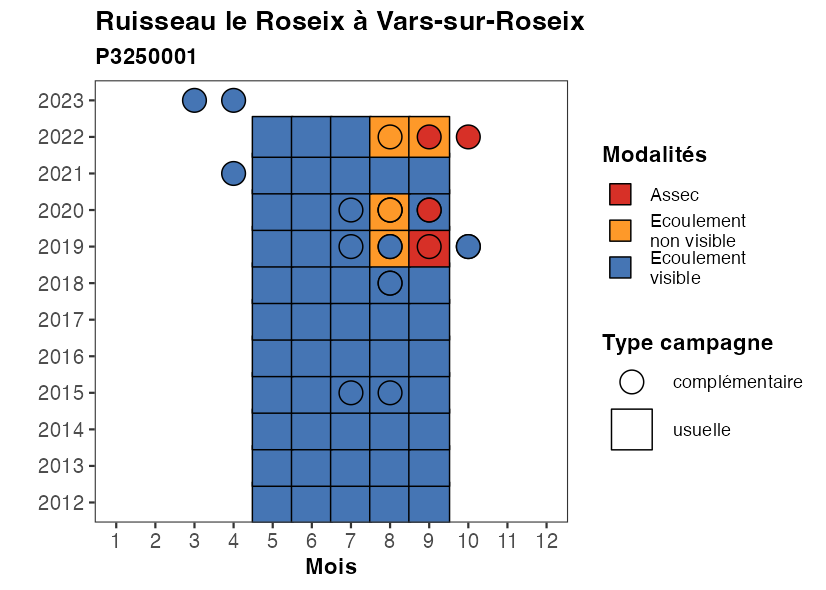 Ruisseau le Roseix à Vars-sur-Roseix
P3250001
2023
2022
2021
2020
2019
2018
2017
2016
2015
2014
2013
2012
1 2 3 4 5 6 7 8 9 10 11 12
Mois
Modalités
Assec
Ecoulement
non visible
Ecoulement
visible
Type campagne
complémentaire
usuelle